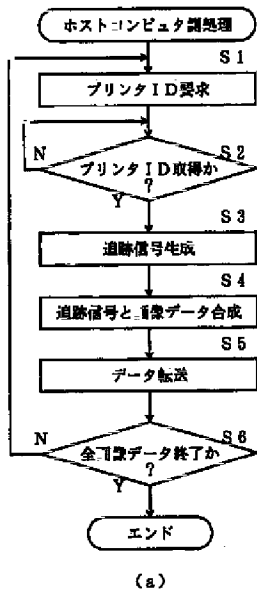 ホストコンピュタ側処理
S1
プリンタID要求
N
プリンタID取得か
?
S2
Y
S3
追跡信号生成
S4
追跡信号と画像データ合成
S5
データ転送
N
全画像データ終了か
?
S6
Y
エンド
(a)